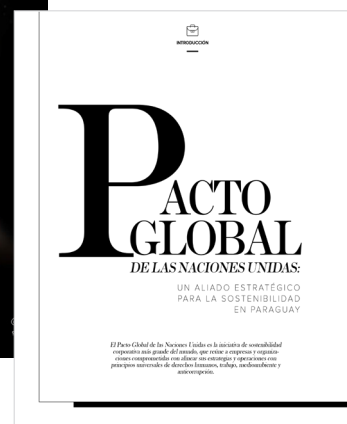 INTRODUCCIÓN
PACTO
GLOBAL
DE LAS NACIONES UNIDAS:
UN ALIADO ESTRATÉGICO
PARA LA SOSTENIBILIDAD
EN PARAGUAY
El Pacto Global de las Naciones Unidas es la iniciativa de sostenibilidad
corporativa más grande del mundo, que reúne a empresas y organiza-
ciones comprometidas con alinear sus estrategias y operaciones con
principios universales de derechos humanos, trabajo, medioambiente y
anticorrupción.